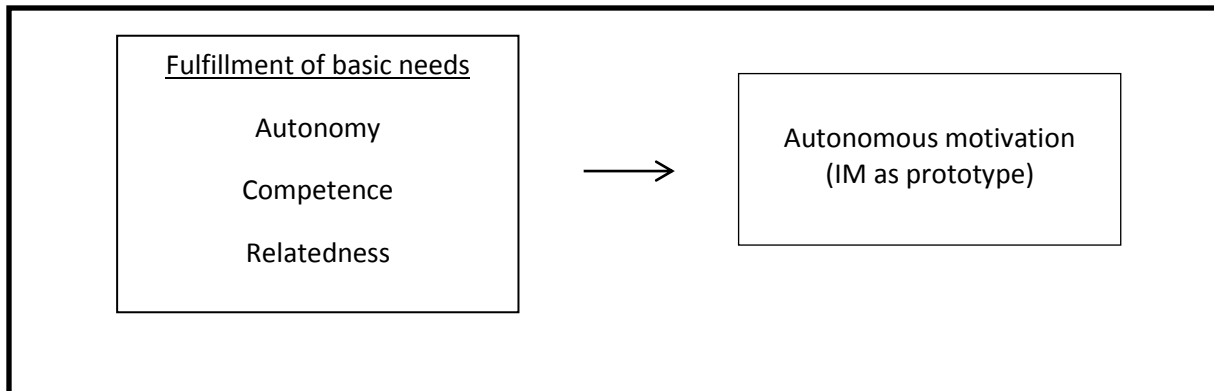 Fulfillment of basic needs
Autonomy
Competence
Relatedness
Autonomous motivation
(IM as prototype)